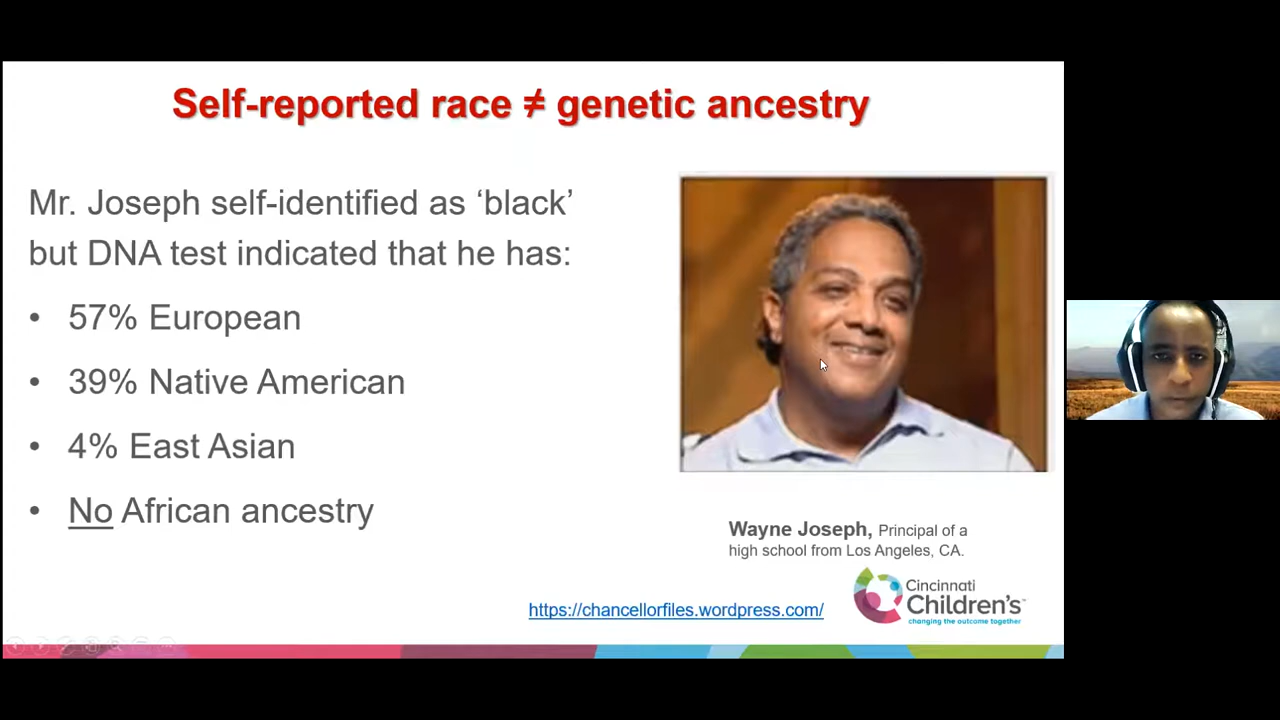 Self-reported race ≠ genetic ancestry
Mr. Joseph self-identified as ‘black’
but DNA test indicated that he has:
• 57% European
• 39% Native American
• 4% East Asian
• No African ancestry
Wayne Joseph, Principal of a
high school from Los Angeles, CA.
https://chancellorfiles.wordpress.com/
Cincinnati
Children's™
changing the outcome together